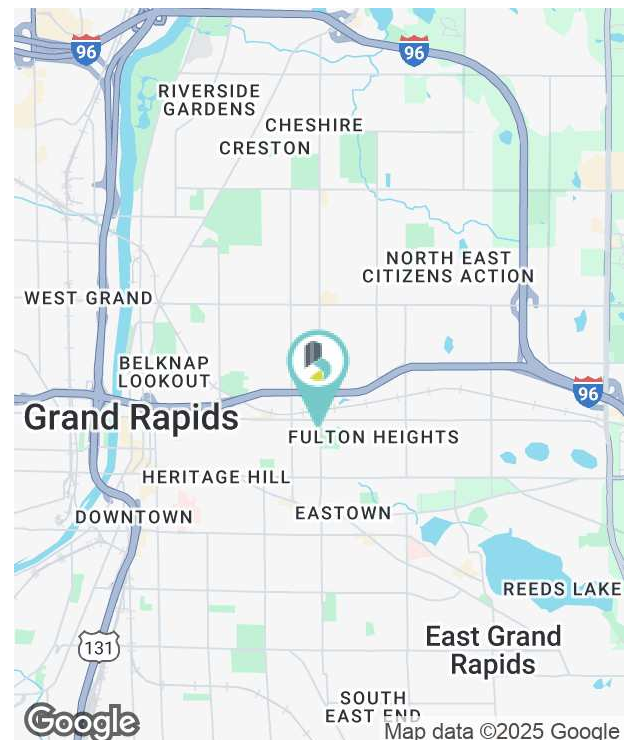 96
96
RIVERSIDE
GARDENS
CHESHIRE
CRESTON
NORTH EAST
CITIZENS ACTION
WEST GRAND
BELKNAP
LOOKOUT
96
Grand Rapids
FULTON HEIGHTS
HERITAGE HILL
EASTOWN
DOWNTOWN
REEDS LAKE
East Grand
Rapids
131
SOUTH
EAST END
Google
Map data ©2025 Google